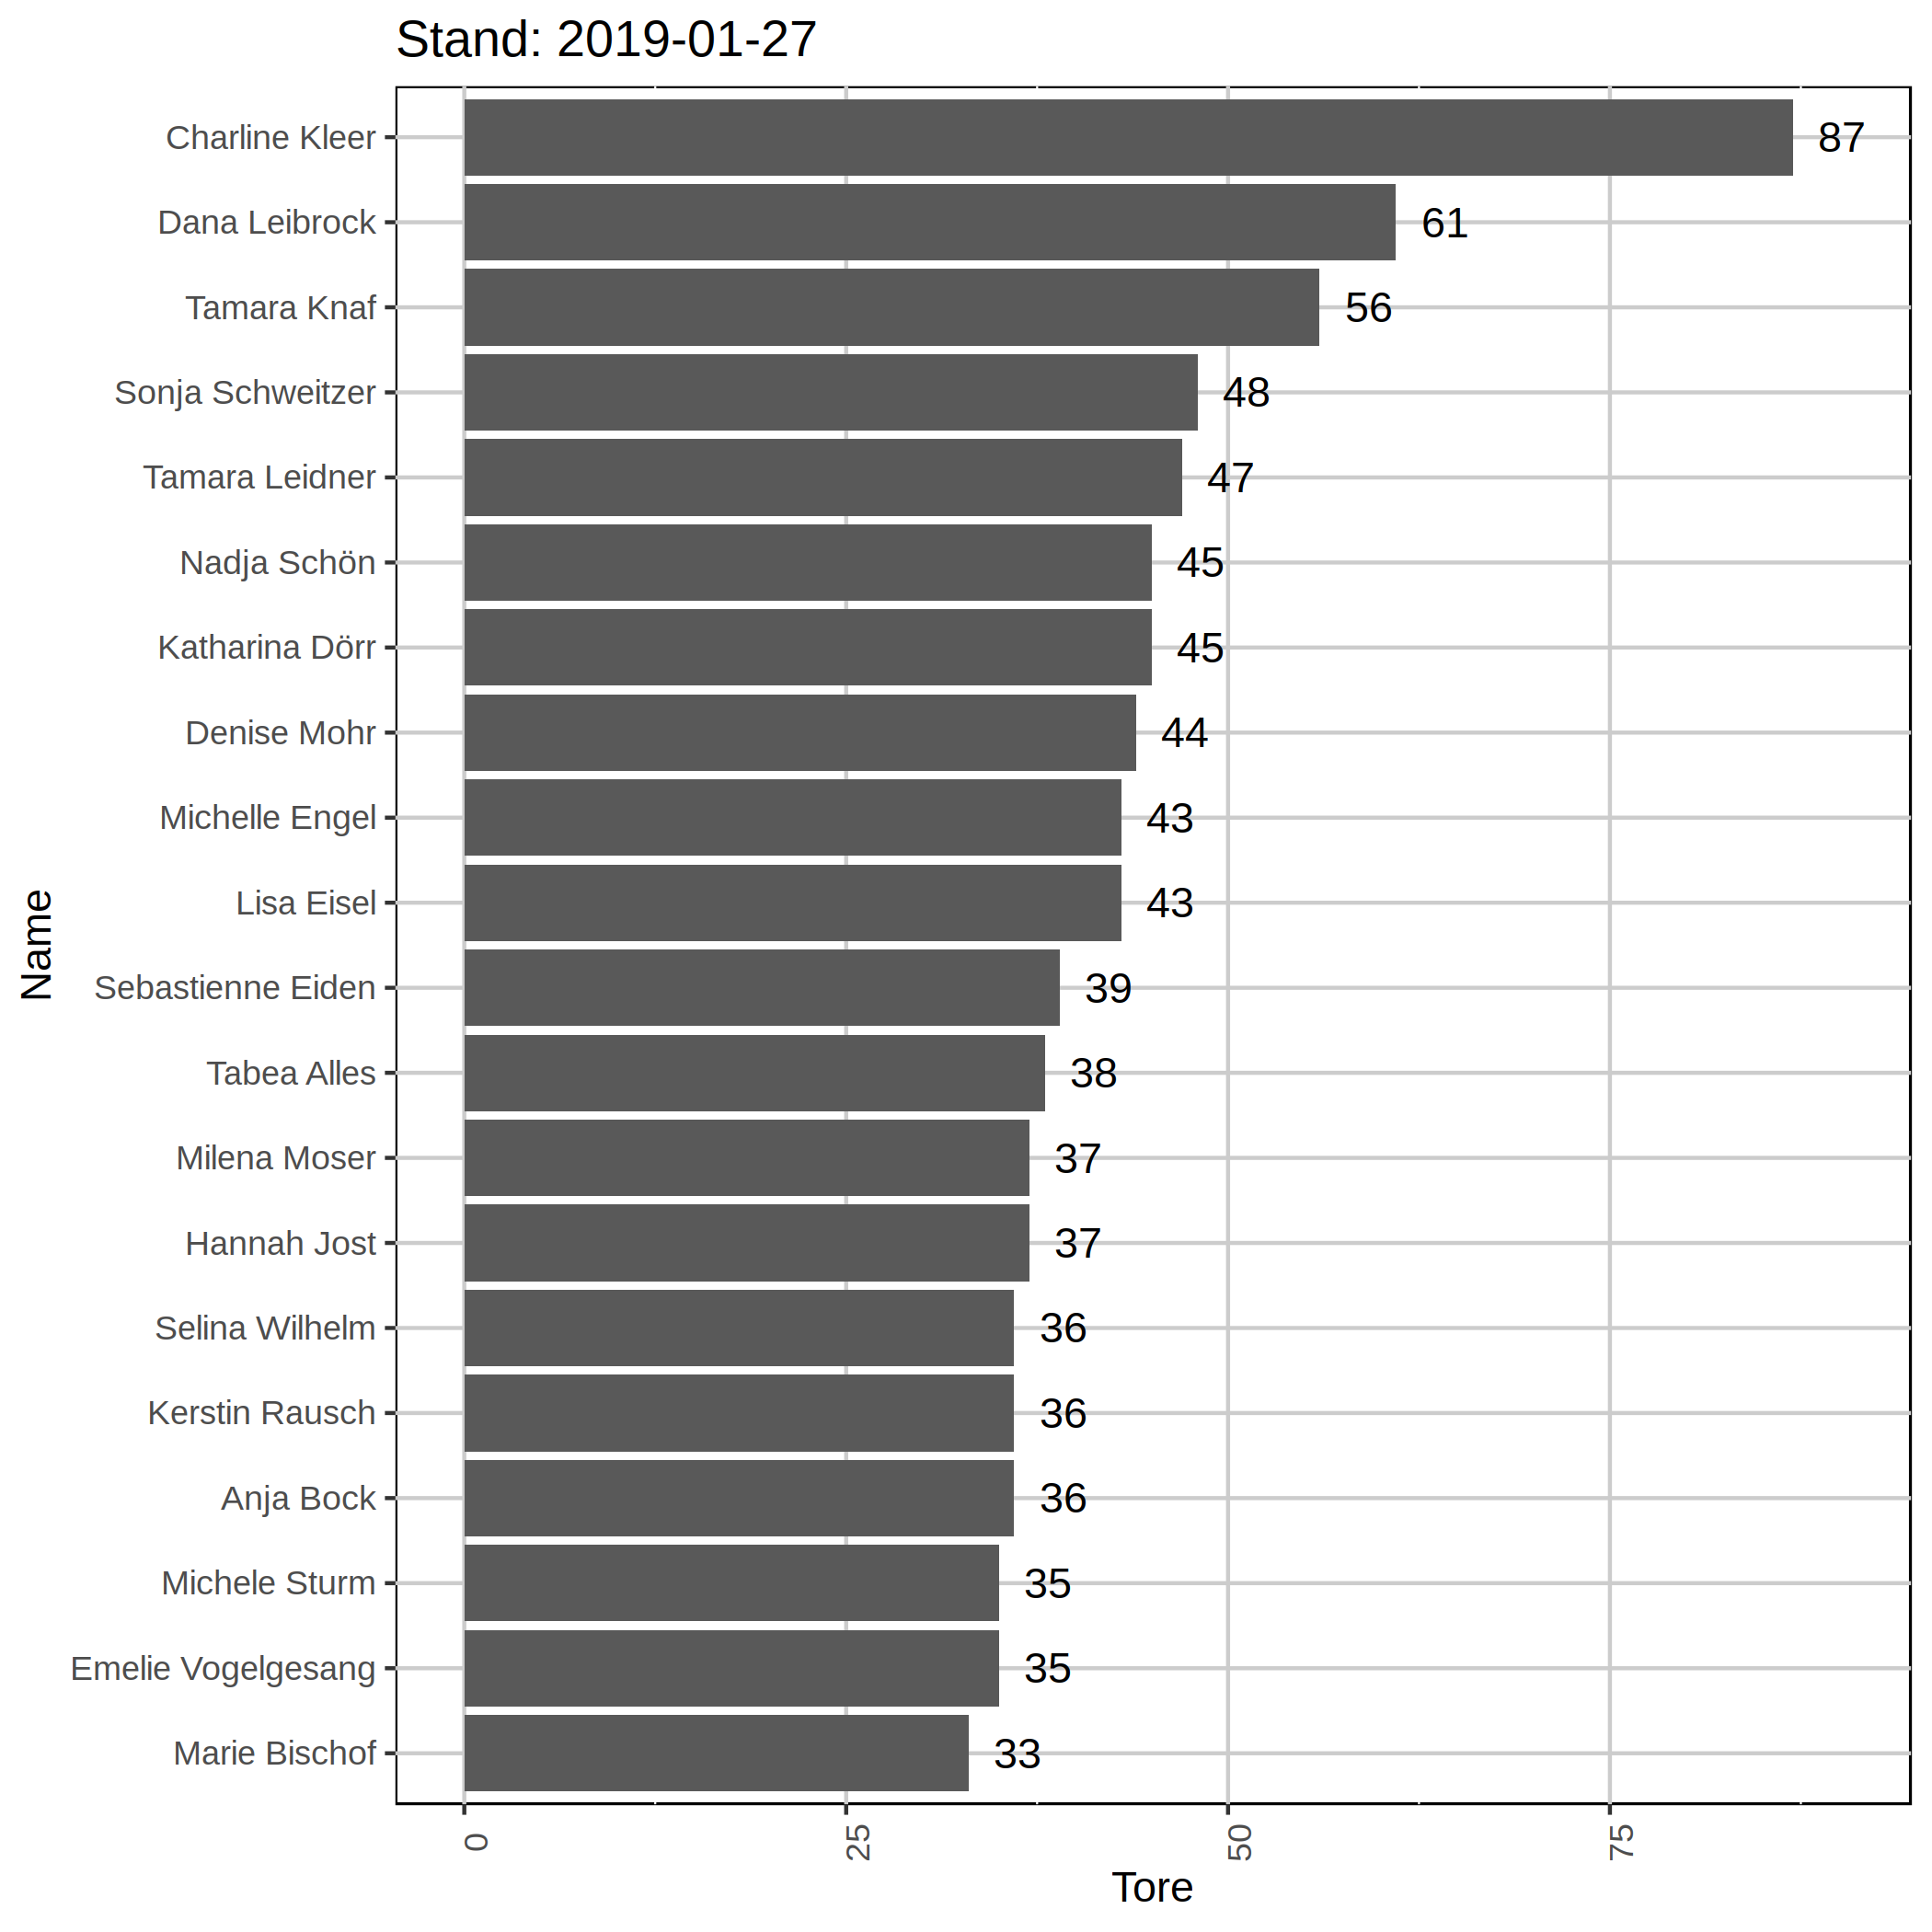 Stand: 2019-01-27
Charline Kleer 87
Dana Leibrock 61
Tamara Knaf 56
Sonja Schweitzer 48
Tamara Leidner 47
Nadja Schön 45
Katharina Dörr 45
Denise Mohr 44
Michelle Engel 43
Lisa Eisel 43
Sebastienne Eiden 39
Tabea Alles 38
Milena Moser 37
Hannah Jost 37
Selina Wilhelm 36
Kerstin Rausch 36
Anja Bock 36
Michele Sturm 35
Emelie Vogelgesang 35
Marie Bischof 33
Name
0 25 50 75
Tore